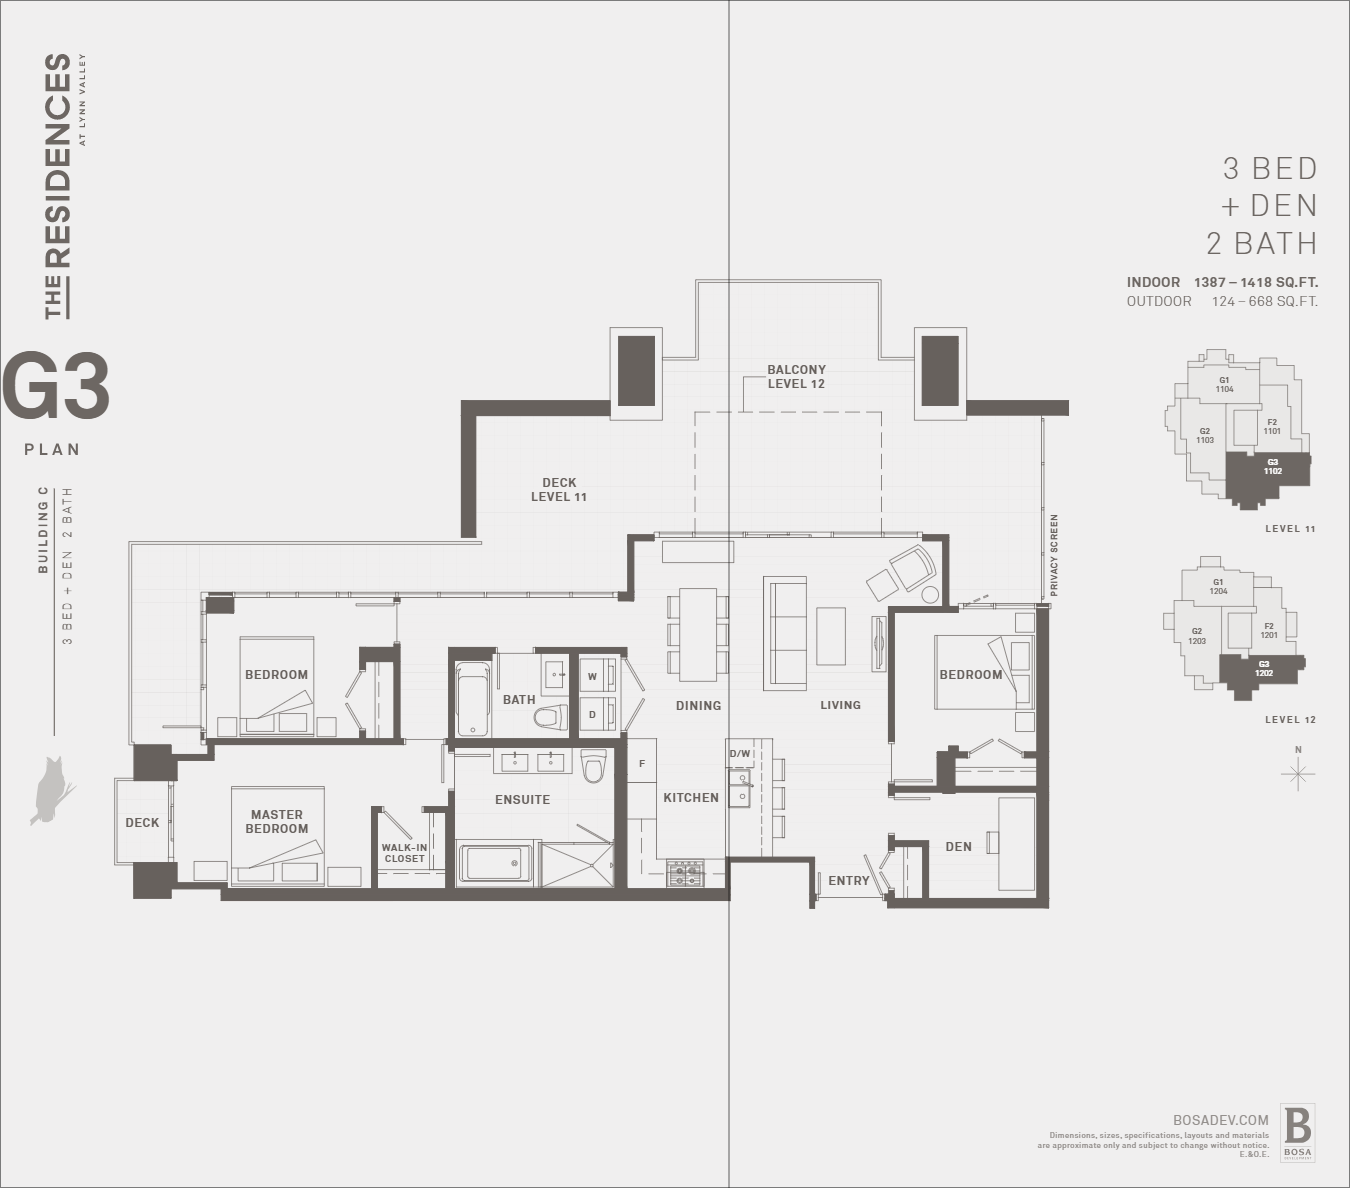 THE RESIDENCES
AT LYNN VALLEY
G3
PLAN
BUILDING C
3 BED + DEN 2 BATH
3 BED
+ DEN
2 BATH
INDOOR 1387 – 1418 SQ.FT.
OUTDOOR 124 – 668 SQ.FT.
BALCONY
LEVEL 12
DECK
LEVEL 11
PRIVACY SCREEN
BEDROOM
BATH
W
D
DINING
LIVING
BEDROOM
DECK
MASTER
BEDROOM
WALK-IN
CLOSET
ENSUITE
F
KITCHEN
D/W
ENTRY
DEN
G1
1104
G2
1103
F2
1101
G3
1102
LEVEL 11
G1
1204
G2
1203
F2
1201
G3
1202
LEVEL 12
N
BOSADEV.COM
Dimensions, sizes, specifications, layouts and materials
are approximate only and subject to change without notice.
E.&O.E.
B
BOSA